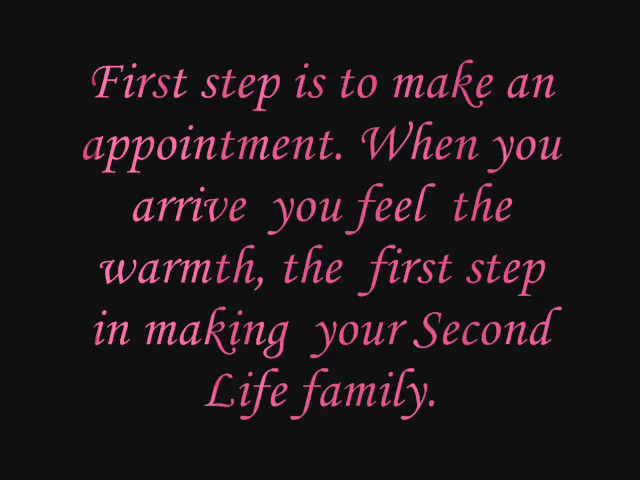 First step is to make an
appointment. When you
arrive you feel the
warmth, the first step
in making your Second
Life family.